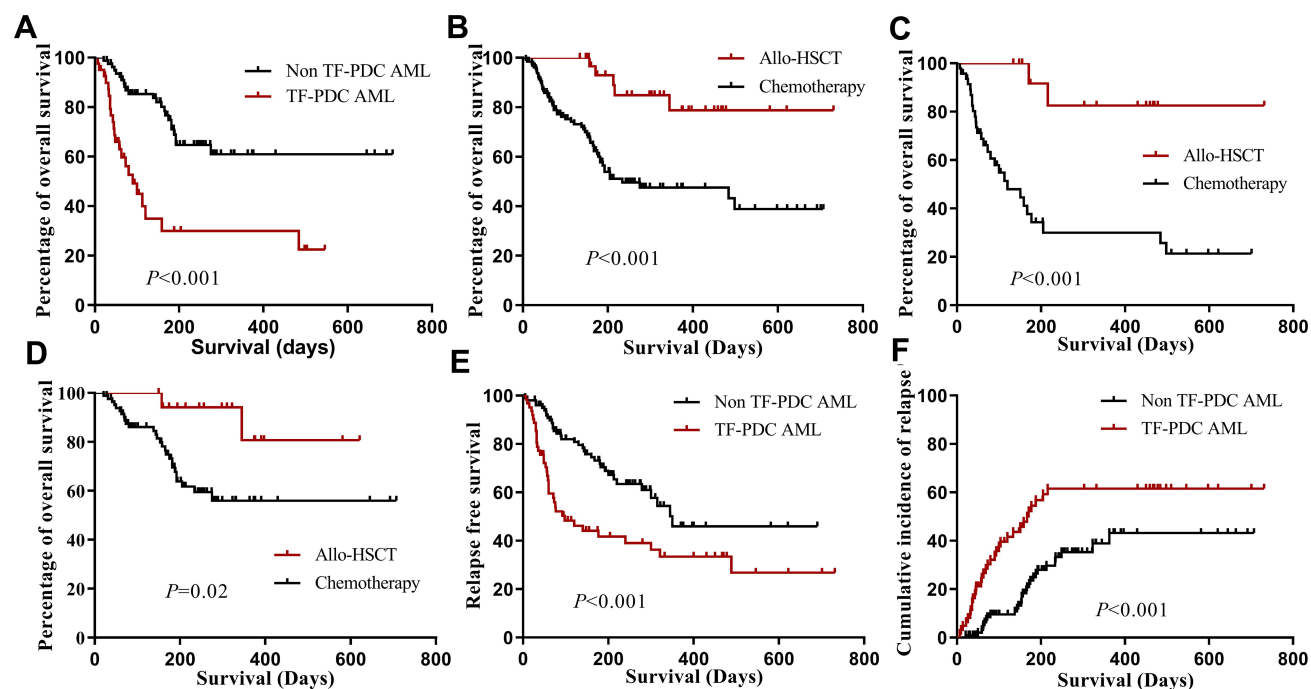 A
Percentage of overall survival
100
80
60
40
20
0
0 200 400 600 800
Survival (days)
Non TF-PDC AML
TF-PDC AML
P<0.001
B
Percentage of overall survival
100
80
60
40
20
0
0 200 400 600 800
Survival (Days)
Allo-HSCT
Chemotherapy
P<0.001
C
Percentage of overall survival
100
80
60
40
20
0
0 200 400 600 800
Survival (Days)
Allo-HSCT
Chemotherapy
P<0.001
D
Percentage of overall survival
100
80
60
40
20
0
0 200 400 600 800
Survival (Days)
Allo-HSCT
Chemotherapy
P=0.02
E
Relapse free survival
100
80
60
40
20
0
0 200 400 600 800
Survival (Days)
Non TF-PDC AML
TF-PDC AML
P<0.001
F
Cumulative incidence of relapse
100
80
60
40
20
0
0 200 400 600 800
Survival (Days)
Non TF-PDC AML
TF-PDC AML
P<0.001